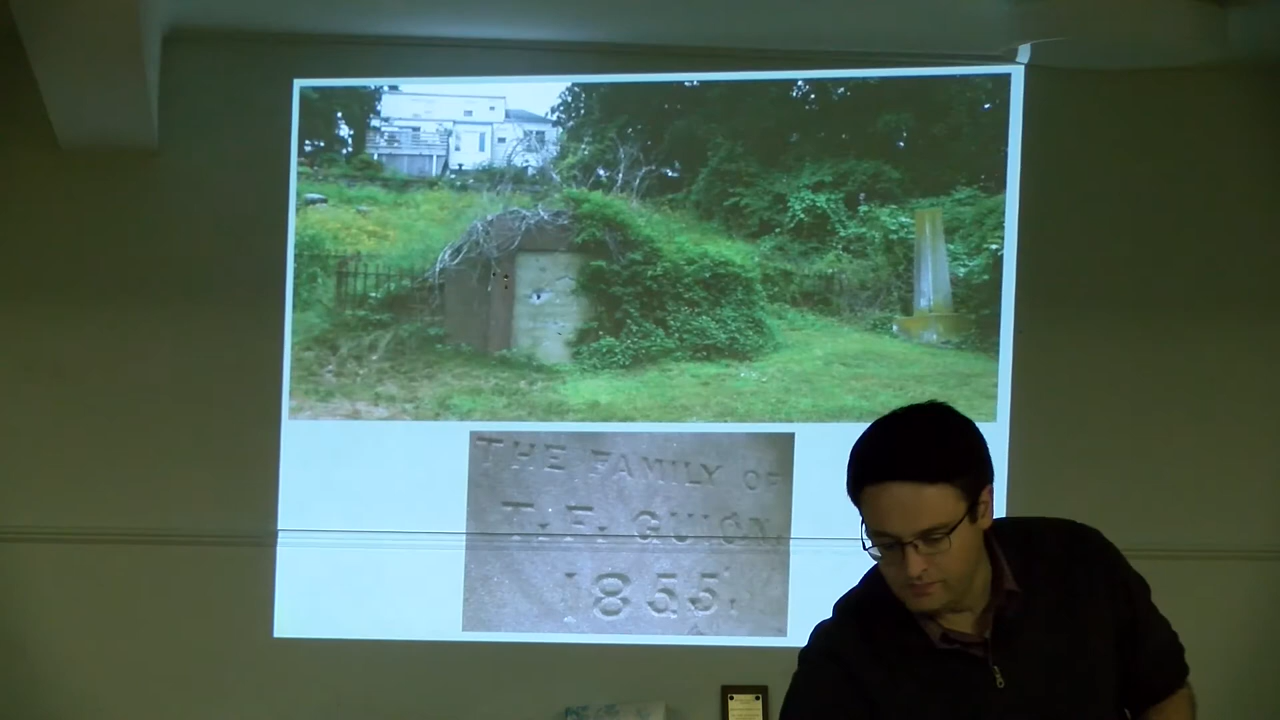 THE FAMILY OF
T. F. GUION.
1855.